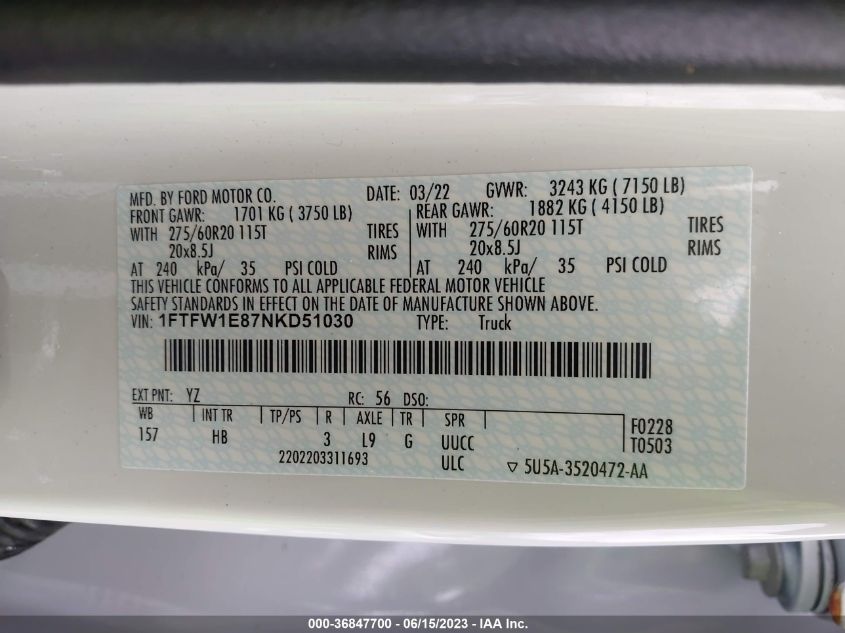 MFD. BY FORD MOTOR CO. DATE: 03/22 GVWR: 3243 KG ( 7150 LB)
FRONT GAWR: 1701 KG ( 3750 LB) REAR GAWR: 1882 KG ( 4150 LB)
WITH 275/60R20 115T TIRES WITH 275/60R20 115T TIRES
20x8.5J RIMS 20x8.5J RIMS
AT 240 kPa/ 35 PSI COLD AT 240 kPa/ 35 PSI COLD
THIS VEHICLE CONFORMS TO ALL APPLICABLE FEDERAL MOTOR VEHICLE
SAFETY STANDARDS IN EFFECT ON THE DATE OF MANUFACTURE SHOWN ABOVE.
VIN: 1FTFW1E87NKD51030 TYPE: Truck
EXT PNT: YZ RC: 56 DSO:
WB INT TR TP/PS R AXLE TR SPR F0228
157 HB 3 L9 G UUCC T0503
2202203311693 ULC ▽ 5U5A-3520472-AA
000-36847700 - 06/15/2023 - IAA Inc.